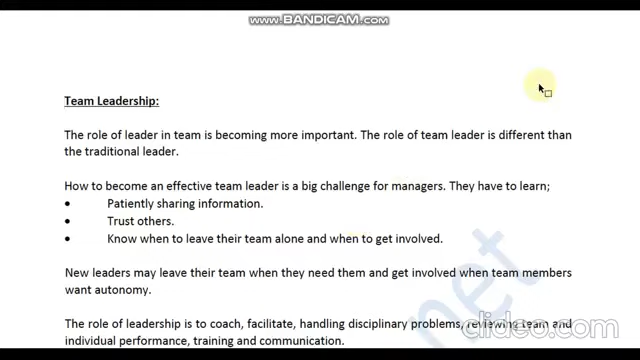 www.BANDICAM.com
Team Leadership:
The role of leader in team is becoming more important. The role of team leader is different than
the traditional leader.
How to become an effective team leader is a big challenge for managers. They have to learn;
• Patiently sharing information.
• Trust others.
• Know when to leave their team alone and when to get involved.
New leaders may leave their team when they need them and get involved when team members
want autonomy.
The role of leadership is to coach, facilitate, handling disciplinary problems, reviewing team and
individual performance, training and communication.
net
clideo.com